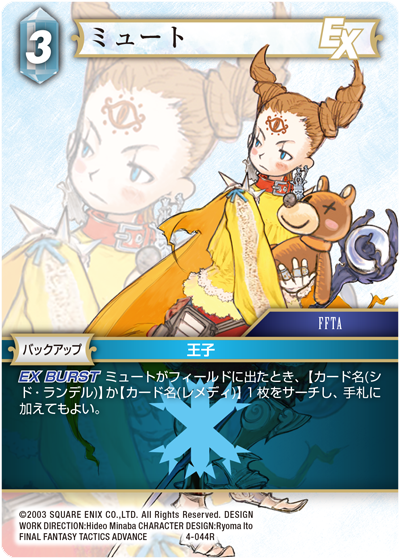 3
ミュート
EX
FFTA
バックアップ
王子
EX BURST ミュートがフィールドに出たとき、【カード名(シ
ド・ランデル)】か【カード名(レメディ)】1枚をサーチし、手札に
加えてもよい。
©2003 SQUARE ENIX CO.,LTD. All Rights Reserved. DESIGN
WORK DIRECTION:Hideo Minaba CHARACTER DESIGN:Ryoma Ito
FINAL FANTASY TACTICS ADVANCE 4-044R